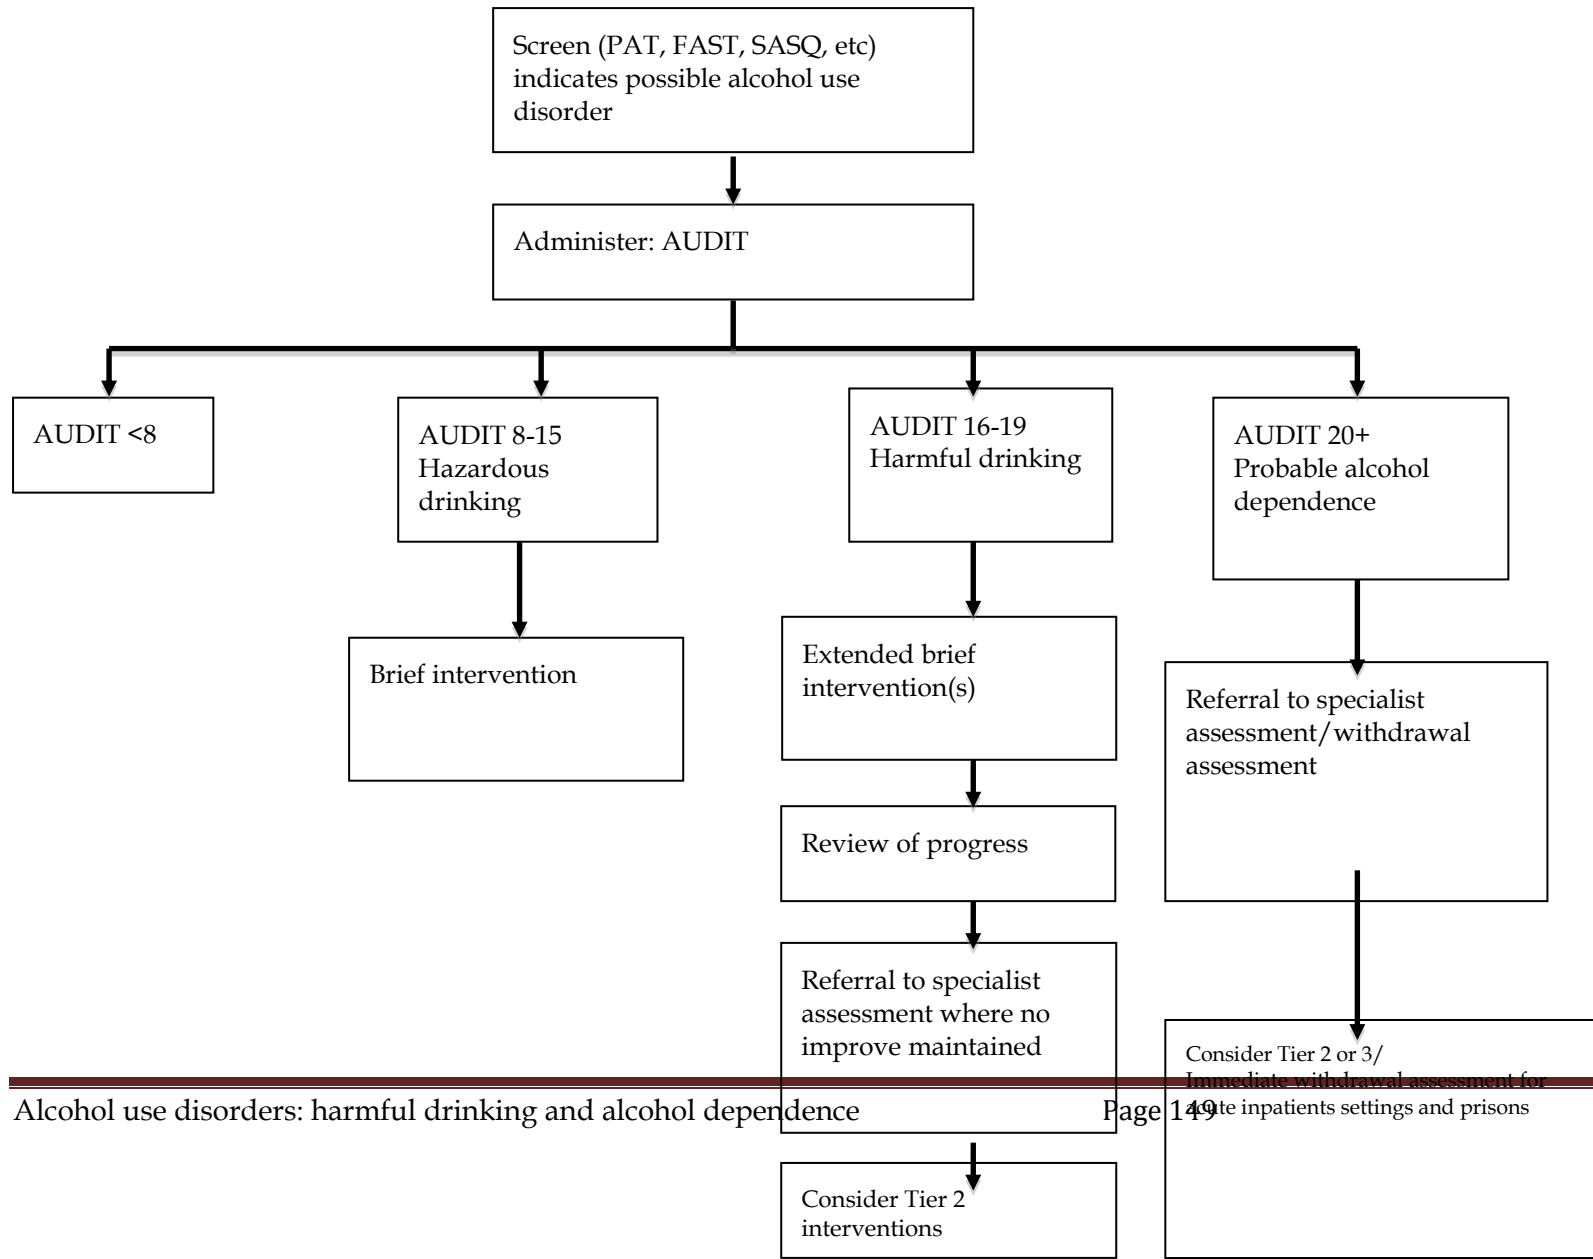 Screen (PAT, FAST, SASQ, etc)
indicates possible alcohol use
disorder
Administer: AUDIT
AUDIT <8
AUDIT 8-15
Hazardous
drinking
AUDIT 16-19
Harmful drinking
AUDIT 20+
Probable alcohol
dependence
Brief intervention
Extended brief
intervention(s)
Referral to specialist
assessment/withdrawal
assessment
Review of progress
Referral to specialist
assessment where no
improve maintained
Consider Tier 2 or 3/
Immediate withdrawal assessment for
acute inpatients settings and prisons
Alcohol use disorders: harmful drinking and alcohol dependence
Page 149
Consider Tier 2
interventions